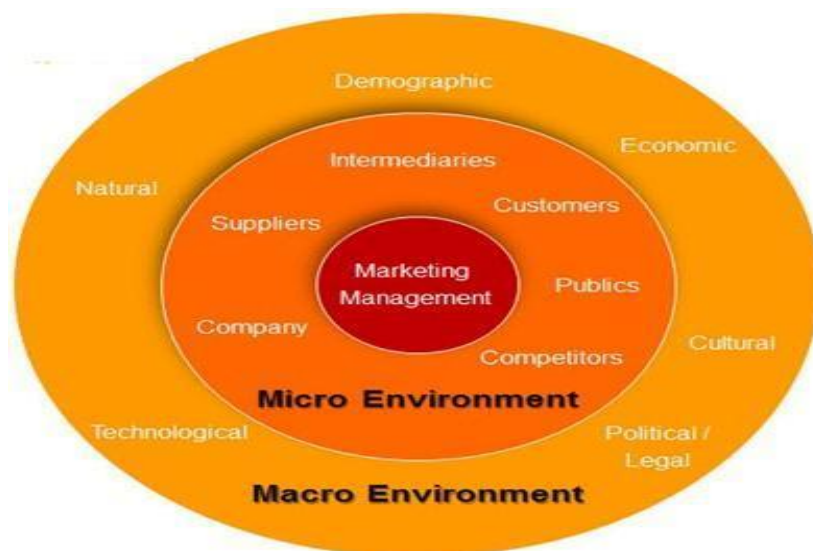 Demographic
Economic
Intermediaries
Natural
Customers
Suppliers
Marketing
Management
Publics
Company
Cultural
Competitors
Micro Environment
Technological
Political /
Legal
Macro Environment